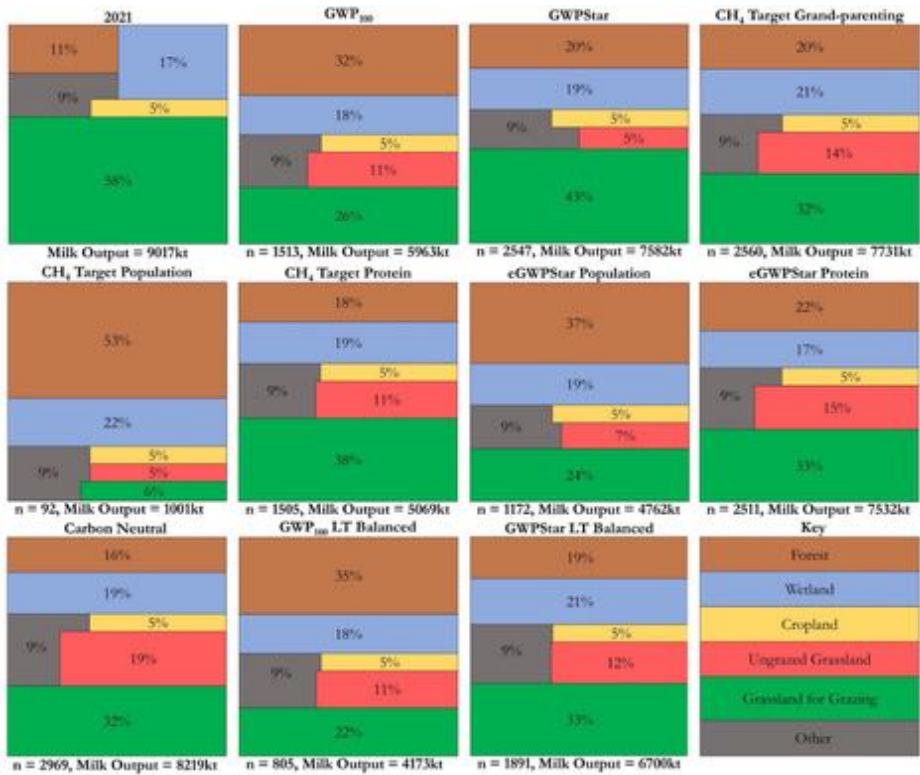 2021
GWP₁₀₀
GWPStar
CH₄ Target Grand-parenting
11%
17%
9%
5%
58%
32%
18%
5%
9%
11%
26%
20%
19%
5%
9%
5%
43%
20%
21%
5%
9%
14%
32%
Milk Output = 9017kt
n = 1513, Milk Output = 5963kt
n = 2547, Milk Output = 7582kt
n = 2560, Milk Output = 7731kt
CH₄ Target Population
CH₄ Target Protein
eGWPStar Population
eGWPStar Protein
53%
22%
5%
9%
5%
6%
18%
19%
5%
9%
11%
38%
37%
19%
5%
9%
7%
24%
22%
17%
5%
9%
15%
33%
n = 92, Milk Output = 1001kt
n = 1505, Milk Output = 5069kt
n = 1172, Milk Output = 4762kt
n = 2511, Milk Output = 7532kt
Carbon Neutral
GWP₁₀₀ LT Balanced
GWPStar LT Balanced
Key
16%
19%
5%
9%
19%
32%
35%
18%
5%
9%
11%
22%
19%
21%
5%
9%
12%
33%
Forest
Wetland
Cropland
Ungrazed Grassland
Grassland for Grazing
Other
n = 2969, Milk Output = 8219kt
n = 805, Milk Output = 4173kt
n = 1891, Milk Output = 6700kt